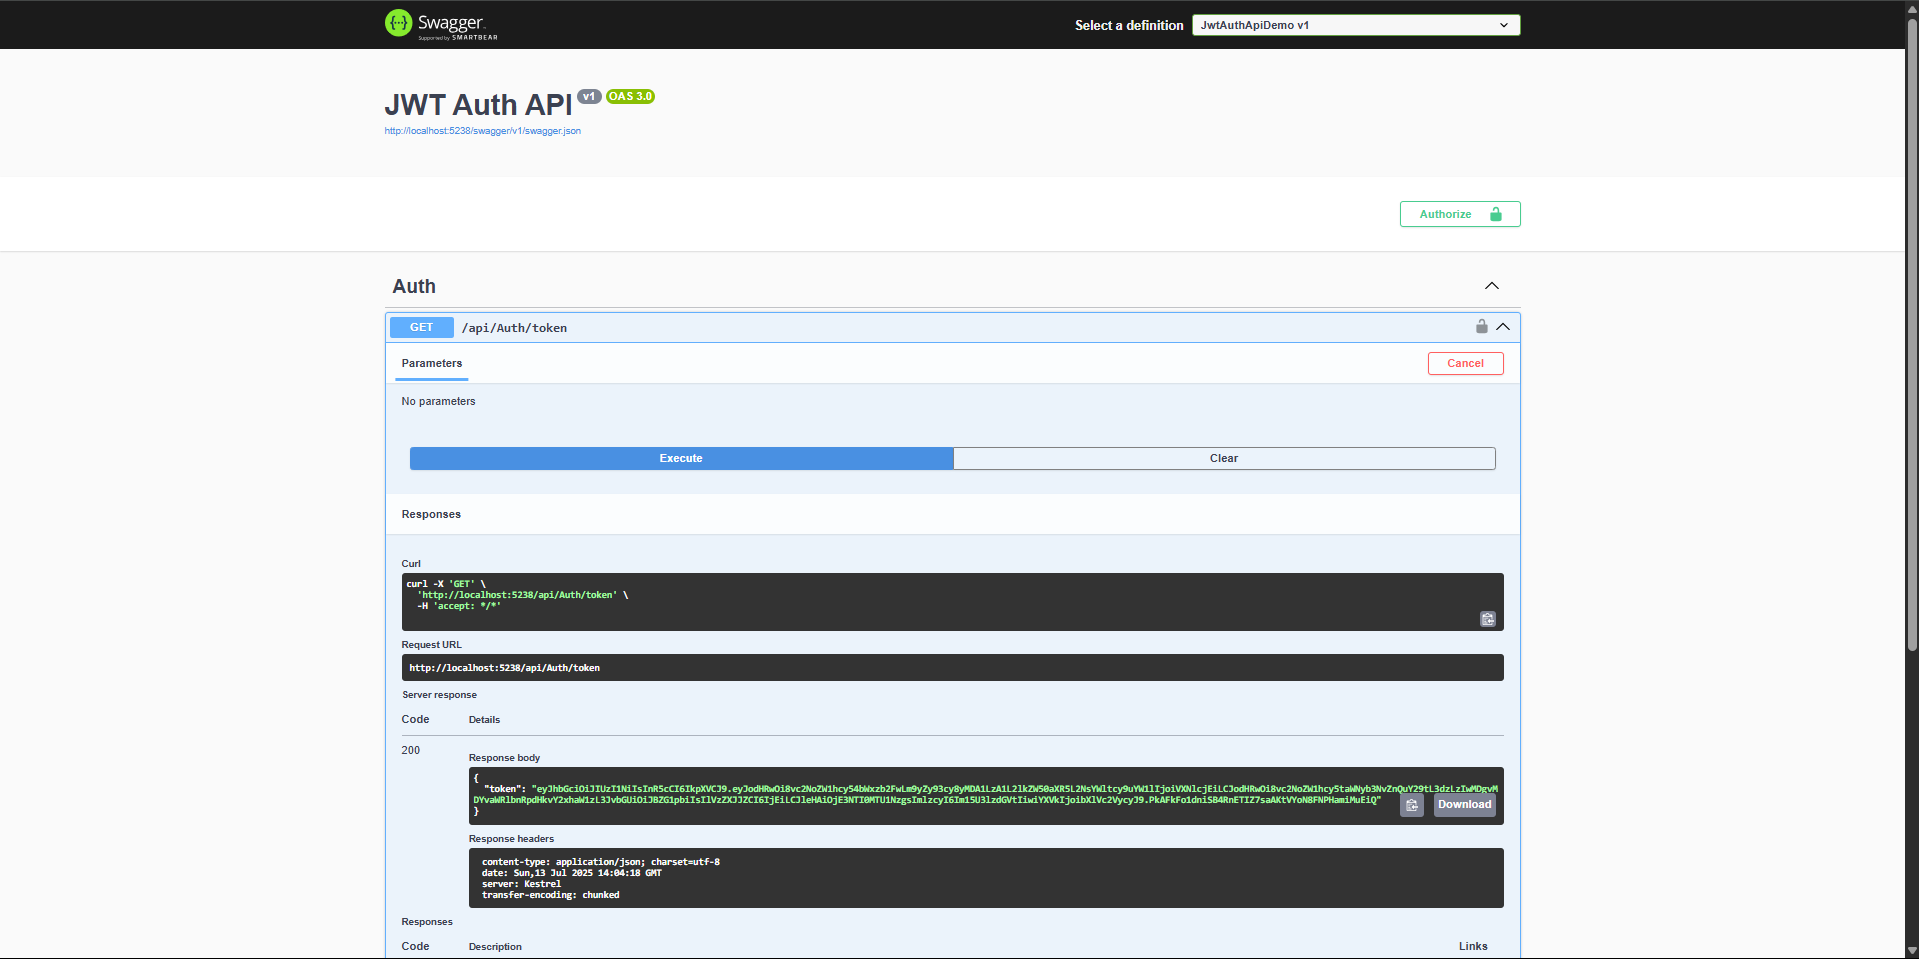 Swagger
Supported by SMARTBEAR
Select a definition
JwtAuthApiDemo v1
JWT Auth API v1 OAS 3.0
http://localhost:5238/swagger/v1/swagger.json
Authorize
Auth
GET /api/Auth/token
Parameters
Cancel
No parameters
Execute
Clear
Responses
Curl
curl -X 'GET' \
'http://localhost:5238/api/Auth/token' \
-H 'accept: */*'
Request URL
http://localhost:5238/api/Auth/token
Server response
Code Details
200
Response body
{
"token":
}
Download
Response headers
content-type: application/json; charset=utf-8
date: Sun,13 Jul 2025 14:04:18 GMT
server: Kestrel
transfer-encoding: chunked
Responses
Code Description Links